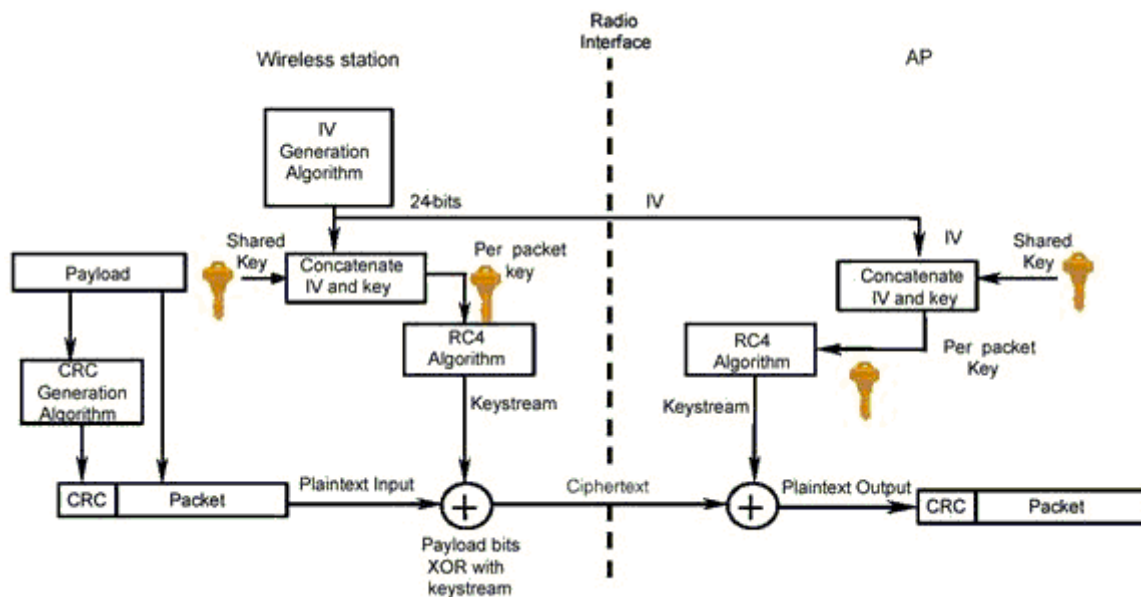 Radio
Interface
Wireless station
AP
IV
Generation
Algorithm
24-bits
IV
Shared
Key
Concatenate
IV and key
Per packet
key
IV
Shared
Key
Concatenate
IV and key
Payload
RC4
Algorithm
RC4
Algorithm
Per packet
Key
CRC
Generation
Algorithm
Keystream
Keystream
CRC
Packet
Plaintext Input
Ciphertext
Plaintext Output
CRC
Packet
Payload bits
XOR with
keystream